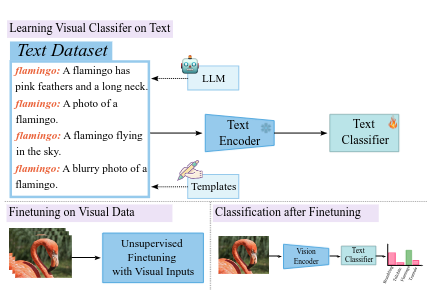 Learning Visual Classifer on Text
Text Dataset
flamingo: A flamingo has
pink feathers and a long neck.
flamingo: A photo of a
flamingo.
flamingo: A flamingo flying
in the sky.
flamingo: A blurry photo of a
flamingo.
LLM
Templates
Text
Encoder
Text
Classifier
Finetuning on Visual Data
Unsupervised
Finetuning
with Visual Inputs
Classification after Finetuning
Vision
Encoder
Text
Classifier